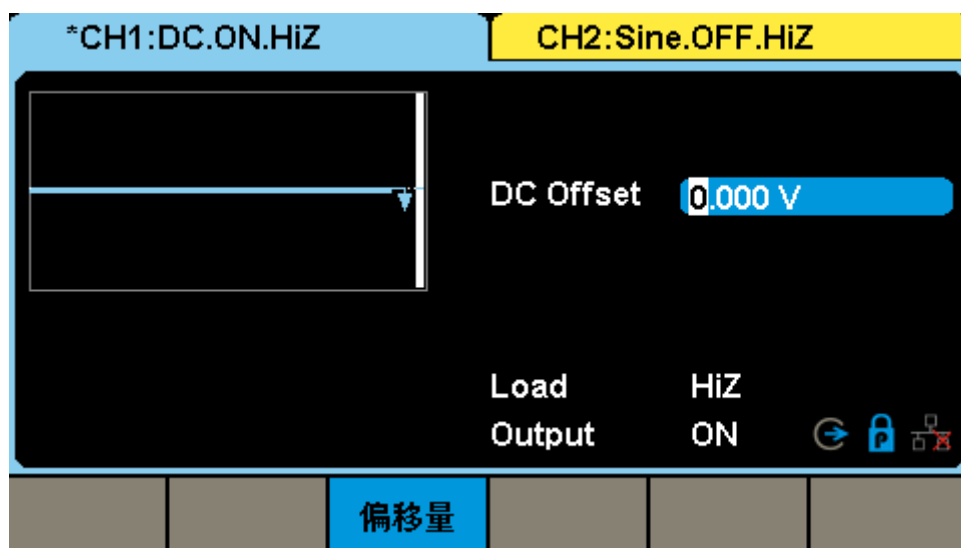 *CH1:DC.ON.HiZ
CH2:Sine.OFF.HiZ
DC Offset 0.000 V
Load HiZ
Output ON
偏移量